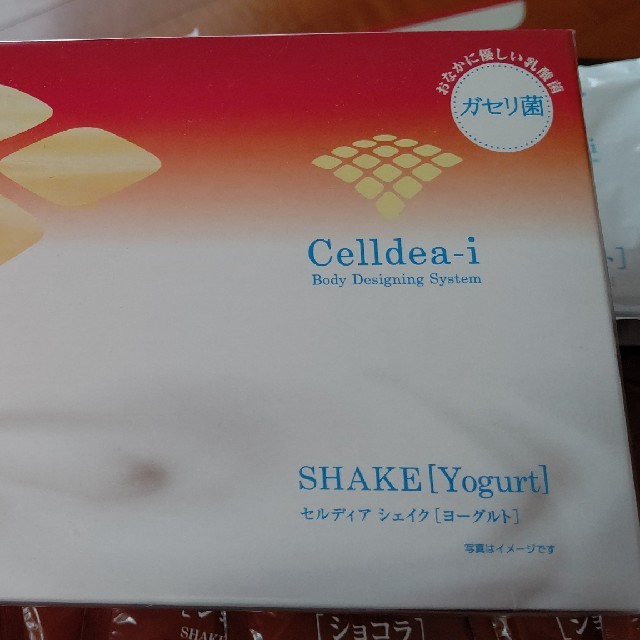 おなかに優しい乳酸菌
ガセリ菌
Celldea-i
Body Designing System
ト]
SHAKE[Yogurt]
セルディア シェイク[ヨーグルト]
写真はイメージです
SHAKE
[ショコラ]